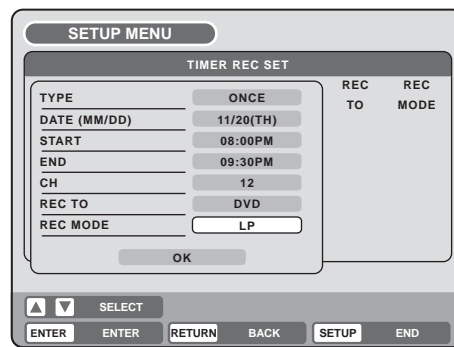 SETUP MENU
TIMER REC SET
REC REC
TO MODE
TYPE ONCE
DATE (MM/DD) 11/20(TH)
START 08:00PM
END 09:30PM
CH 12
REC TO DVD
REC MODE LP
OK
▲ ▼ SELECT
ENTER ENTER RETURN BACK SETUP END